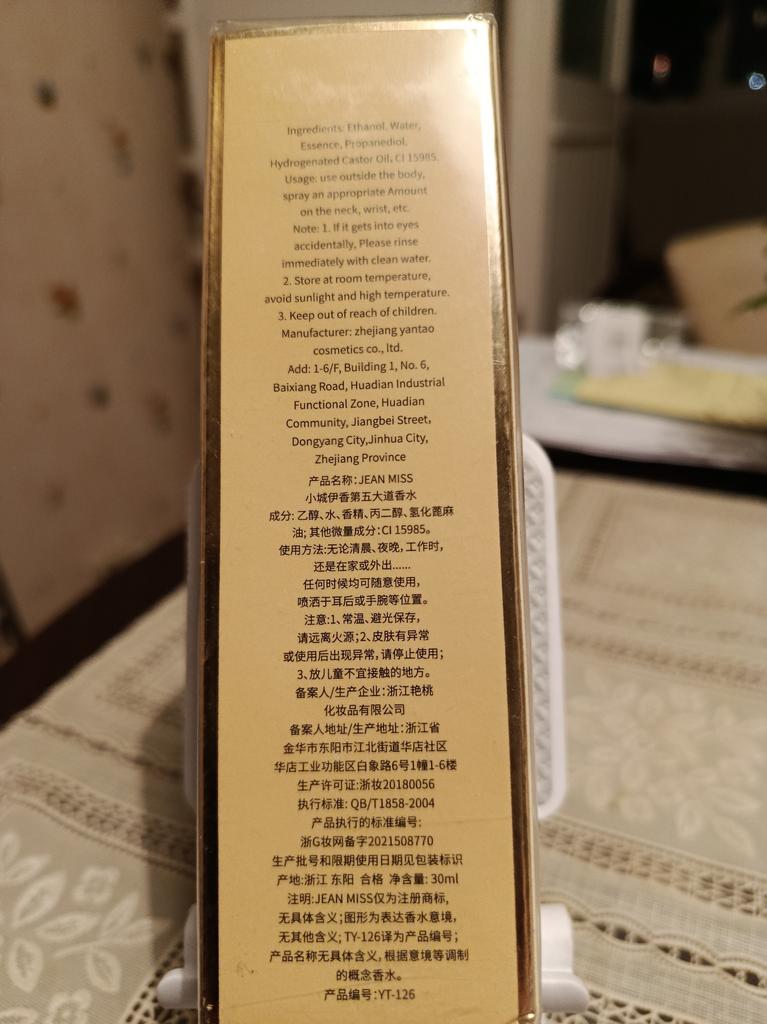 Ingredients: Ethanol, Water,
Essence, Propanediol,
Hydrogenated Castor Oil, CI 15985.
Usage: use outside the body,
spray an appropriate Amount
on the neck, wrist, etc.
Note: 1. If it gets into eyes
accidentally, Please rinse
immediately with clean water.
2. Store at room temperature,
avoid sunlight and high temperature.
3. Keep out of reach of children.
Manufacturer: zhejiang yantao
cosmetics co., ltd.
Add: 1-6/F, Building 1, No. 6,
Baixiang Road, Huadian Industrial
Functional Zone, Huadian
Community, Jiangbei Street,
Dongyang City,Jinhua City,
Zhejiang Province
产品名称：JEAN MISS
小城伊香第五大道香水
成分: 乙醇、水、香精、丙二醇、氢化蓖麻
油; 其他微量成分：CI 15985。
使用方法:无论清晨、夜晚，工作时，
还是在家或外出......
任何时候均可随意使用，
喷洒于耳后或手腕等位置。
注意:1、常温、避光保存，
请远离火源;2、皮肤有异常
或使用后出现异常，请停止使用；
3、放儿童不宜接触的地方。
备案人/生产企业：浙江艳桃
化妆品有限公司
备案人地址/生产地址：浙江省
金华市东阳市江北街道华店社区
华店工业功能区白象路6号1幢1-6楼
生产许可证:浙妆20180056
执行标准: QB/T1858-2004
产品执行的标准编号:
浙G妆网备字2021508770
生产批号和限期使用日期见包装标识
产地:浙江 东阳 合格 净含量: 30ml
注明:JEAN MISS仅为注册商标,
无具体含义;图形为表达香水意境，
无其他含义; TY-126译为产品编号；
产品名称无具体含义，根据意境等调制
的概念香水。
产品编号：YT-126